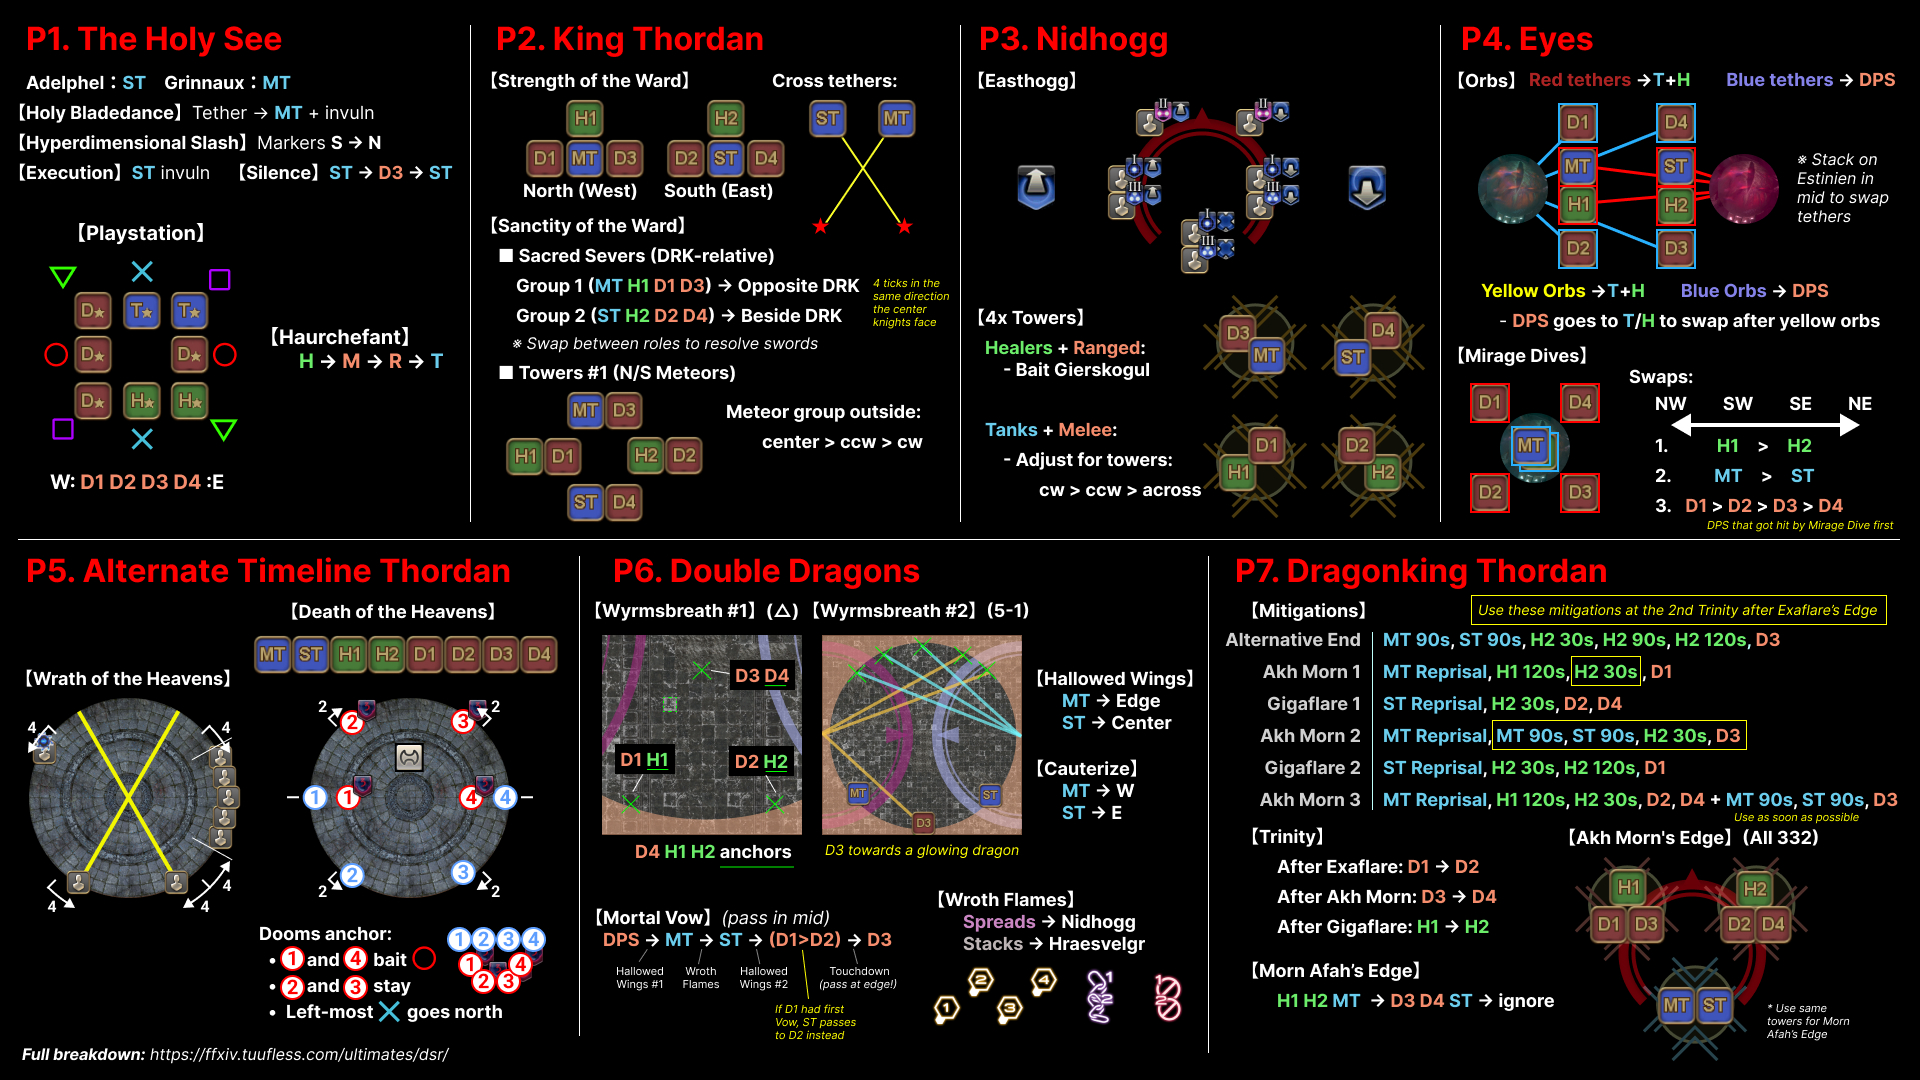 P1. The Holy See
Adelphel : ST Grinnaux : MT
【Holy Bladedance】 Tether → MT + invuln
【Hyperdimensional Slash】 Markers S → N
【Execution】 ST invuln 【Silence】 ST → D3 → ST
【Playstation】
D★ T★ T★
D★ D★
D★ H★ H★
W: D1 D2 D3 D4 :E
【Haurchefant】
H → M → R → T
P2. King Thordan
【Strength of the Ward】 Cross tethers:
H1 H2 ST MT
D1 MT D3 D2 ST D4
North (West) South (East)
【Sanctity of the Ward】
■ Sacred Severs (DRK-relative)
Group 1 (MT H1 D1 D3) → Opposite DRK
Group 2 (ST H2 D2 D4) → Beside DRK
4 ticks in the
same direction
the center
knights face
※ Swap between roles to resolve swords
■ Towers #1 (N/S Meteors)
MT D3
H1 D1 H2 D2
ST D4
Meteor group outside:
center > ccw > cw
P3. Nidhogg
【Easthogg】
II II
I I
III III
I
III
【4x Towers】
Healers + Ranged:
- Bait Gierskogul
Tanks + Melee:
- Adjust for towers:
cw > ccw > across
D3 MT D4 ST
D1 H1 D2 H2
P4. Eyes
【Orbs】 Red tethers →T+H Blue tethers → DPS
D1 D4
MT ST
H1 H2
D2 D3
※ Stack on
Estinien in
mid to swap
tethers
Yellow Orbs →T+H Blue Orbs → DPS
- DPS goes to T/H to swap after yellow orbs
【Mirage Dives】
D1 D4
MT
D2 D3
Swaps:
NW SW SE NE
1. H1 > H2
2. MT > ST
3. D1 > D2 > D3 > D4
DPS that got hit by Mirage Dive first
P5. Alternate Timeline Thordan
【Death of the Heavens】
MT ST H1 H2 D1 D2 D3 D4
【Wrath of the Heavens】
4 4
4 4 4
2 2 3 2
1 1 4 4
2 2 3 2
Dooms anchor:
• 1 and 4 bait
• 2 and 3 stay
• Left-most goes north
1 2 3 4
1 4
2 3
Full breakdown: https://ffxiv.tuufless.com/ultimates/dsr/
P6. Double Dragons
【Wyrmsbreath #1】 (△) 【Wyrmsbreath #2】 (5-1)
D3 D4
D1 H1 D2 H2
MT ST
D3
D4 H1 H2 anchors
D3 towards a glowing dragon
【Hallowed Wings】
MT → Edge
ST → Center
【Cauterize】
MT → W
ST → E
【Mortal Vow】 (pass in mid)
DPS → MT → ST → (D1>D2) → D3
Hallowed
Wings #1
Wroth
Flames
Hallowed
Wings #2
Touchdown
(pass at edge!)
If D1 had first
Vow, ST passes
to D2 instead
【Wroth Flames】
Spreads → Nidhogg
Stacks → Hraesvelgr
1 2 3 4 1 1
P7. Dragonking Thordan
【Mitigations】 Use these mitigations at the 2nd Trinity after Exaflare's Edge
Alternative End MT 90s, ST 90s, H2 30s, H2 90s, H2 120s, D3
Akh Morn 1 MT Reprisal, H1 120s, H2 30s, D1
Gigaflare 1 ST Reprisal, H2 30s, D2, D4
Akh Morn 2 MT Reprisal, MT 90s, ST 90s, H2 30s, D3
Gigaflare 2 ST Reprisal, H2 30s, H2 120s, D1
Akh Morn 3 MT Reprisal, H1 120s, H2 30s, D2, D4 + MT 90s, ST 90s, D3
Use as soon as possible
【Trinity】
After Exaflare: D1 → D2
After Akh Morn: D3 → D4
After Gigaflare: H1 → H2
【Morn Afah's Edge】
H1 H2 MT → D3 D4 ST → ignore
【Akh Morn's Edge】 (All 332)
H1 H2
D1 D3 D2 D4
MT ST
* Use same
towers for Morn
Afah's Edge